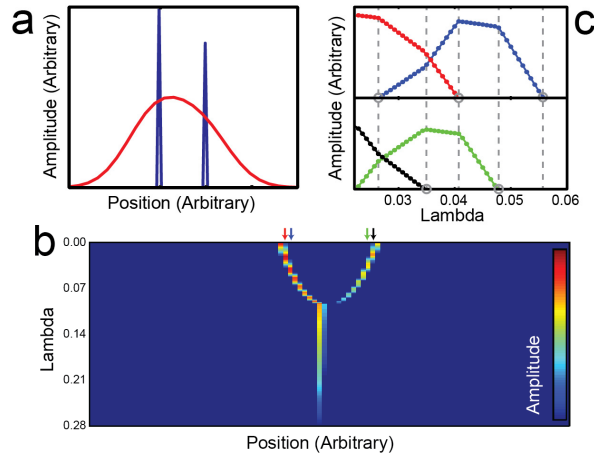 a
Amplitude (Arbitrary)
Position (Arbitrary)
c
Amplitude (Arbitrary)
0.03 0.04 0.05 0.06
Lambda
b
0.00
0.07
0.14
0.21
0.28
Lambda
Amplitude
Position (Arbitrary)